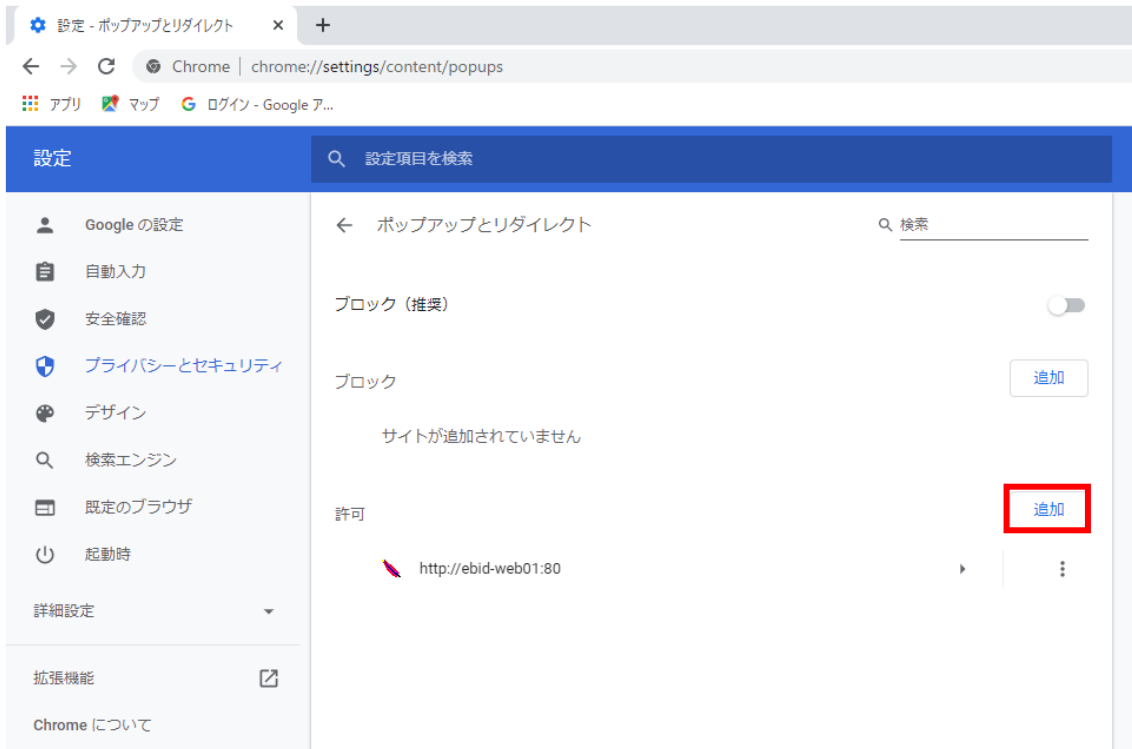 設定 - ポップアップとリダイレクト
Chrome | chrome://settings/content/popups
アプリ マップ G ログイン - Google ア...
設定
設定項目を検索
Google の設定
自動入力
安全確認
プライバシーとセキュリティ
デザイン
検索エンジン
既定のブラウザ
起動時
詳細設定
拡張機能
Chrome について
ポップアップとリダイレクト
検索
ブロック（推奨）
ブロック
追加
サイトが追加されていません
許可
追加
http://ebid-web01:80